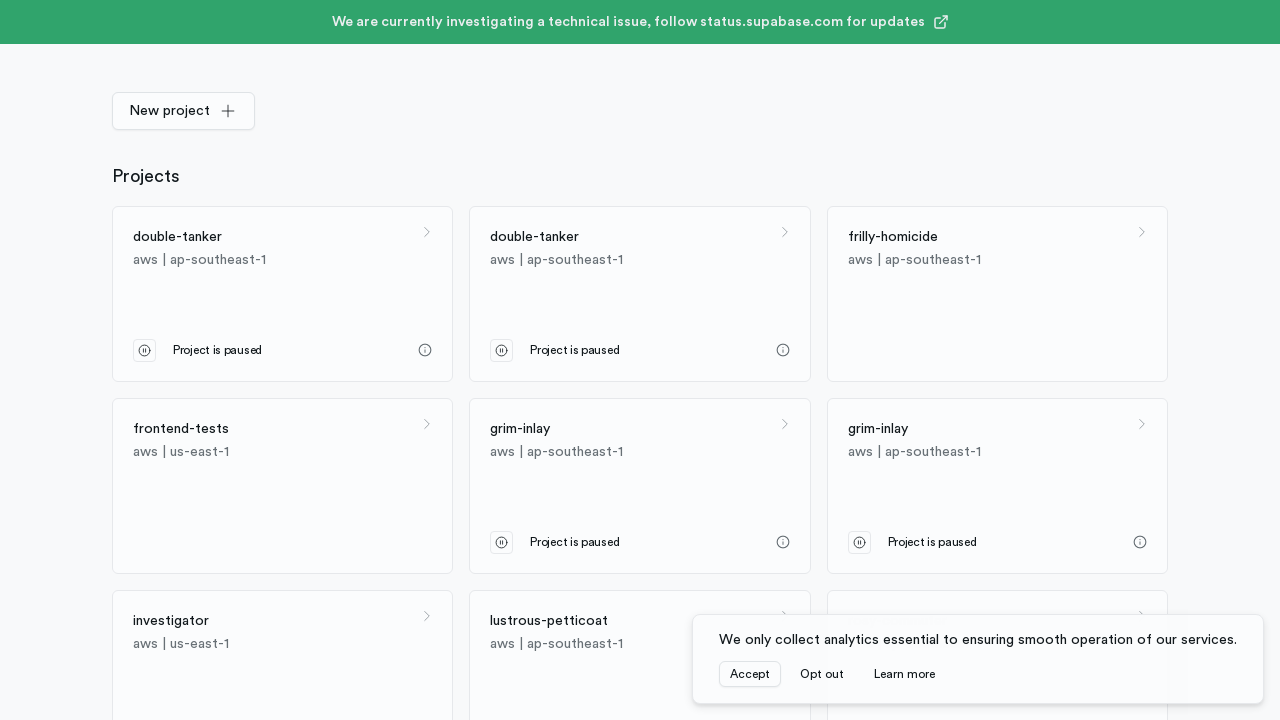 We are currently investigating a technical issue, follow status.supabase.com for updates
New project
Projects
double-tanker
aws | ap-southeast-1
Project is paused
double-tanker
aws | ap-southeast-1
Project is paused
frilly-homicide
aws | ap-southeast-1
frontend-tests
aws | us-east-1
grim-inlay
aws | ap-southeast-1
Project is paused
grim-inlay
aws | ap-southeast-1
Project is paused
investigator
aws | us-east-1
lustrous-petticoat
aws | ap-southeast-1
We only collect analytics essential to ensuring smooth operation of our services.
Accept
Opt out
Learn more